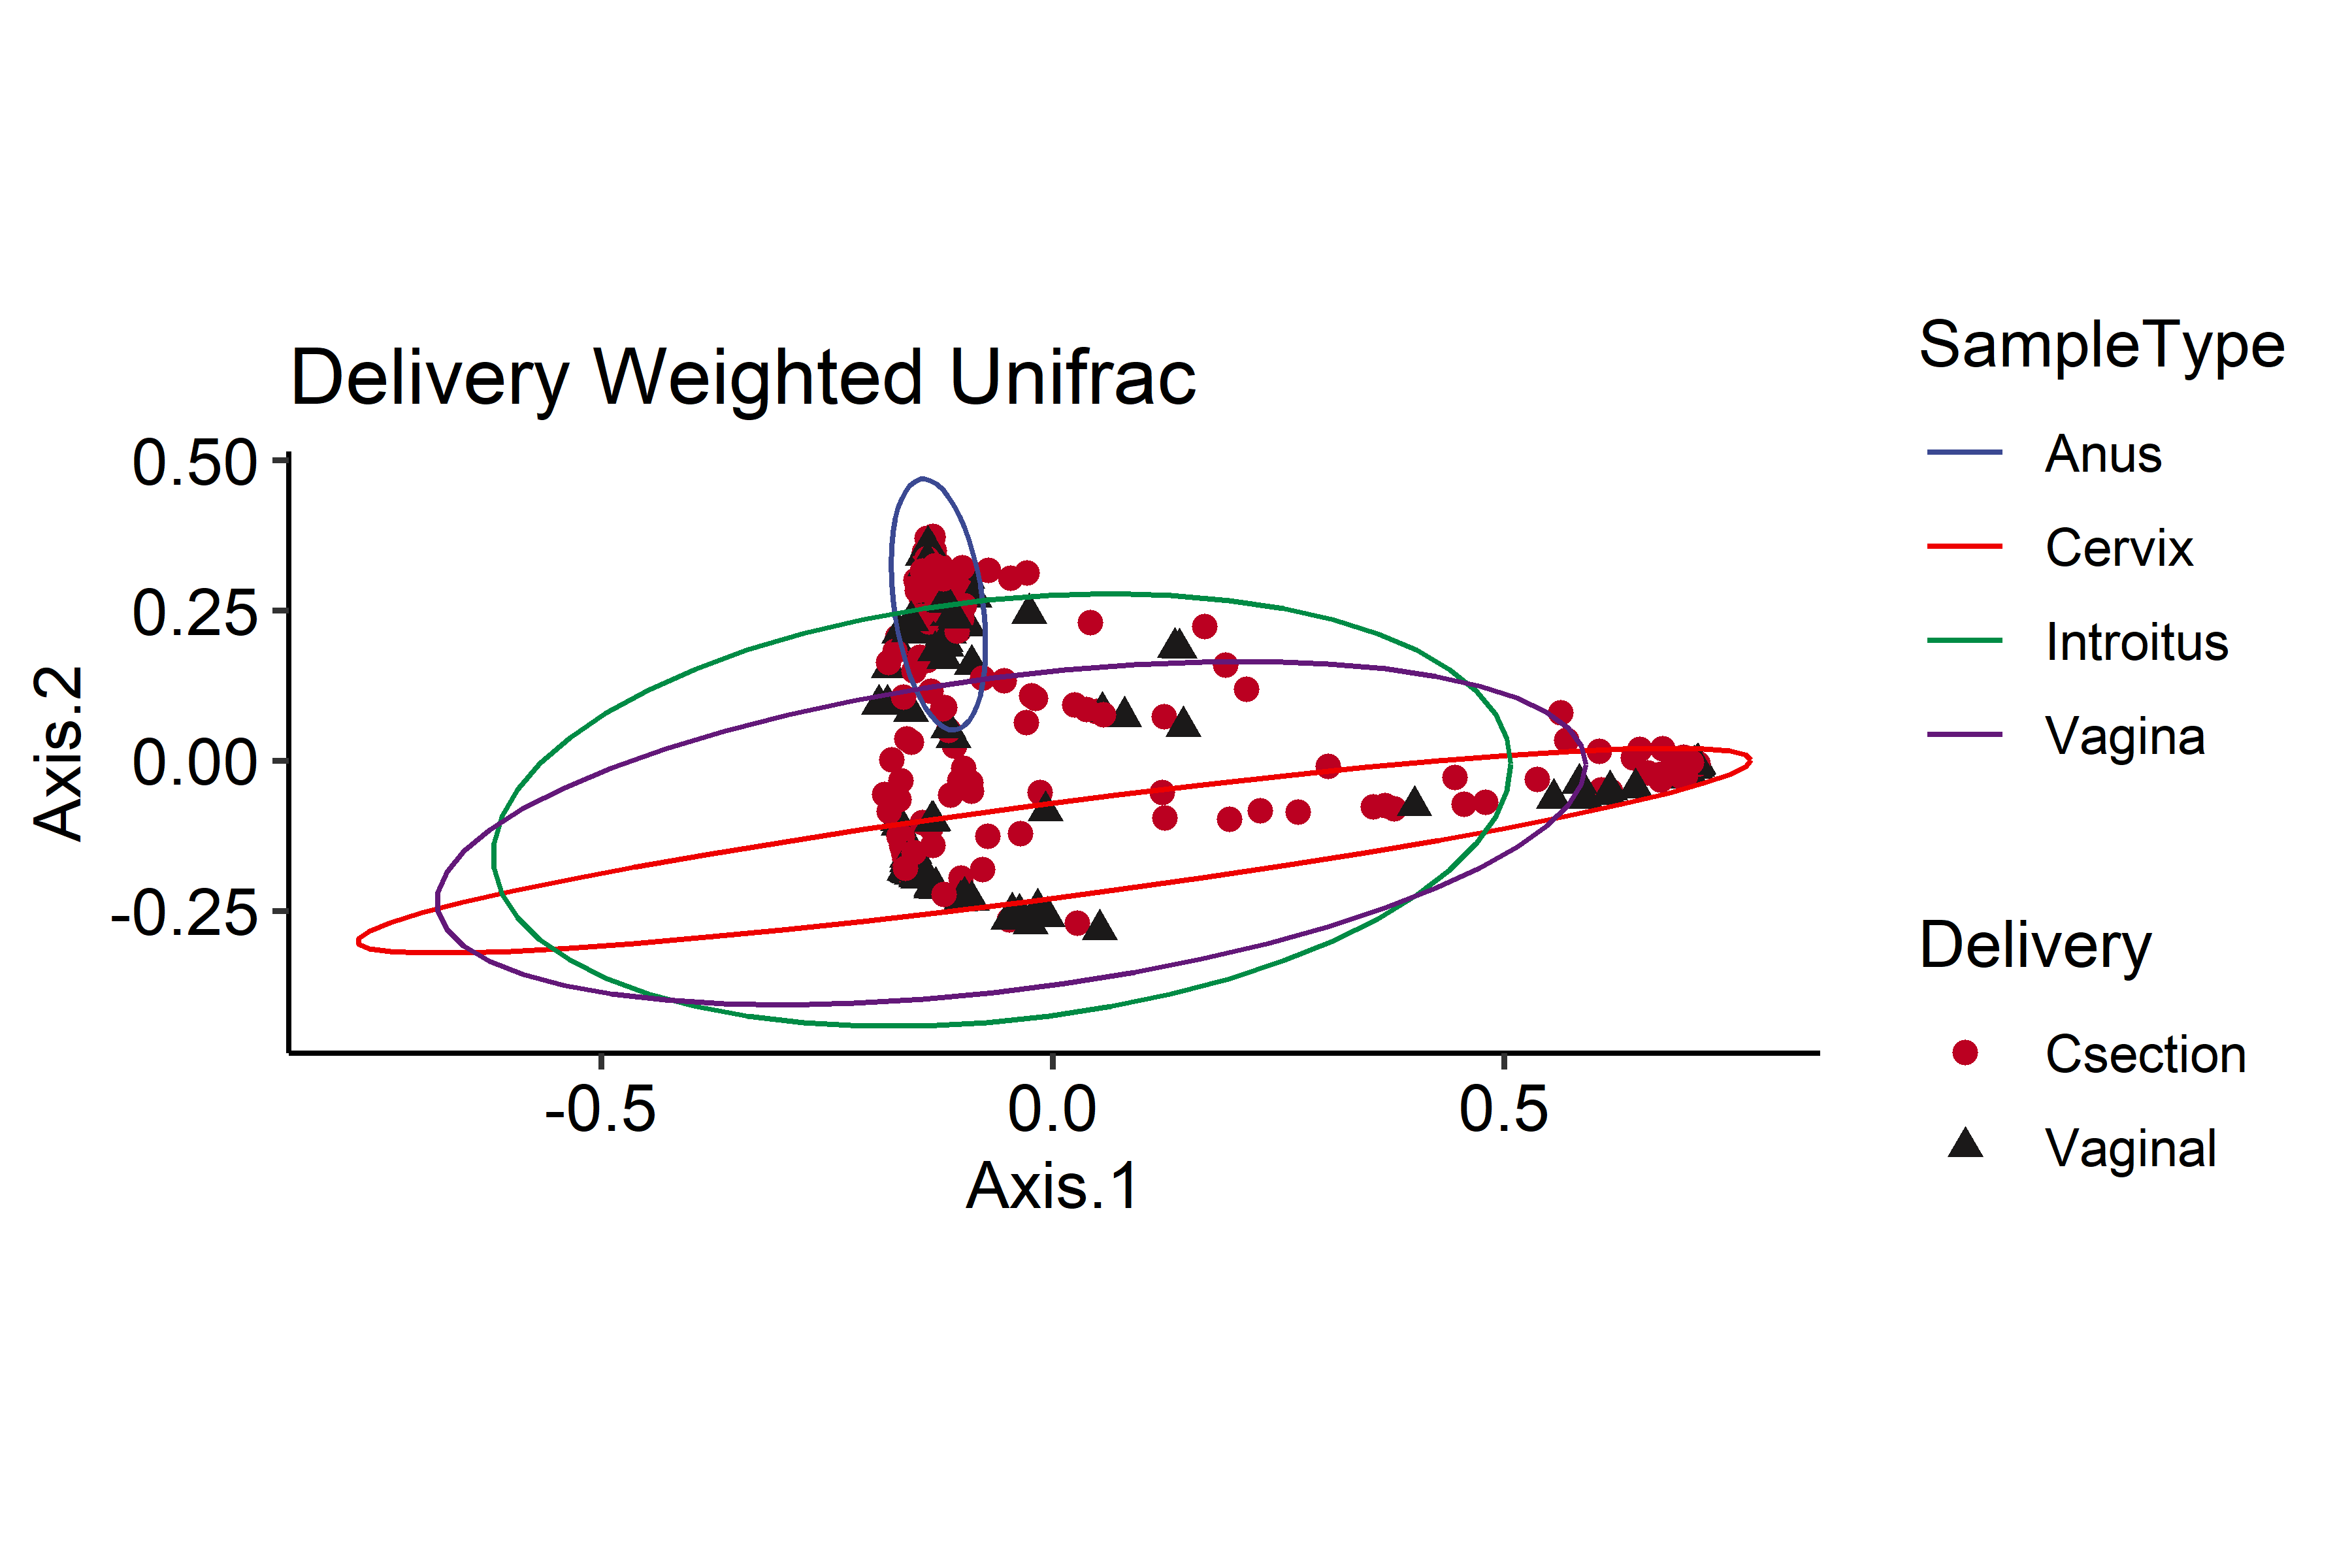 Delivery Weighted Unifrac
0.50
0.25
0.00
-0.25
Axis.2
-0.5
0.0
0.5
Axis.1
SampleType
Anus
Cervix
Introitus
Vagina
Delivery
Csection
Vaginal